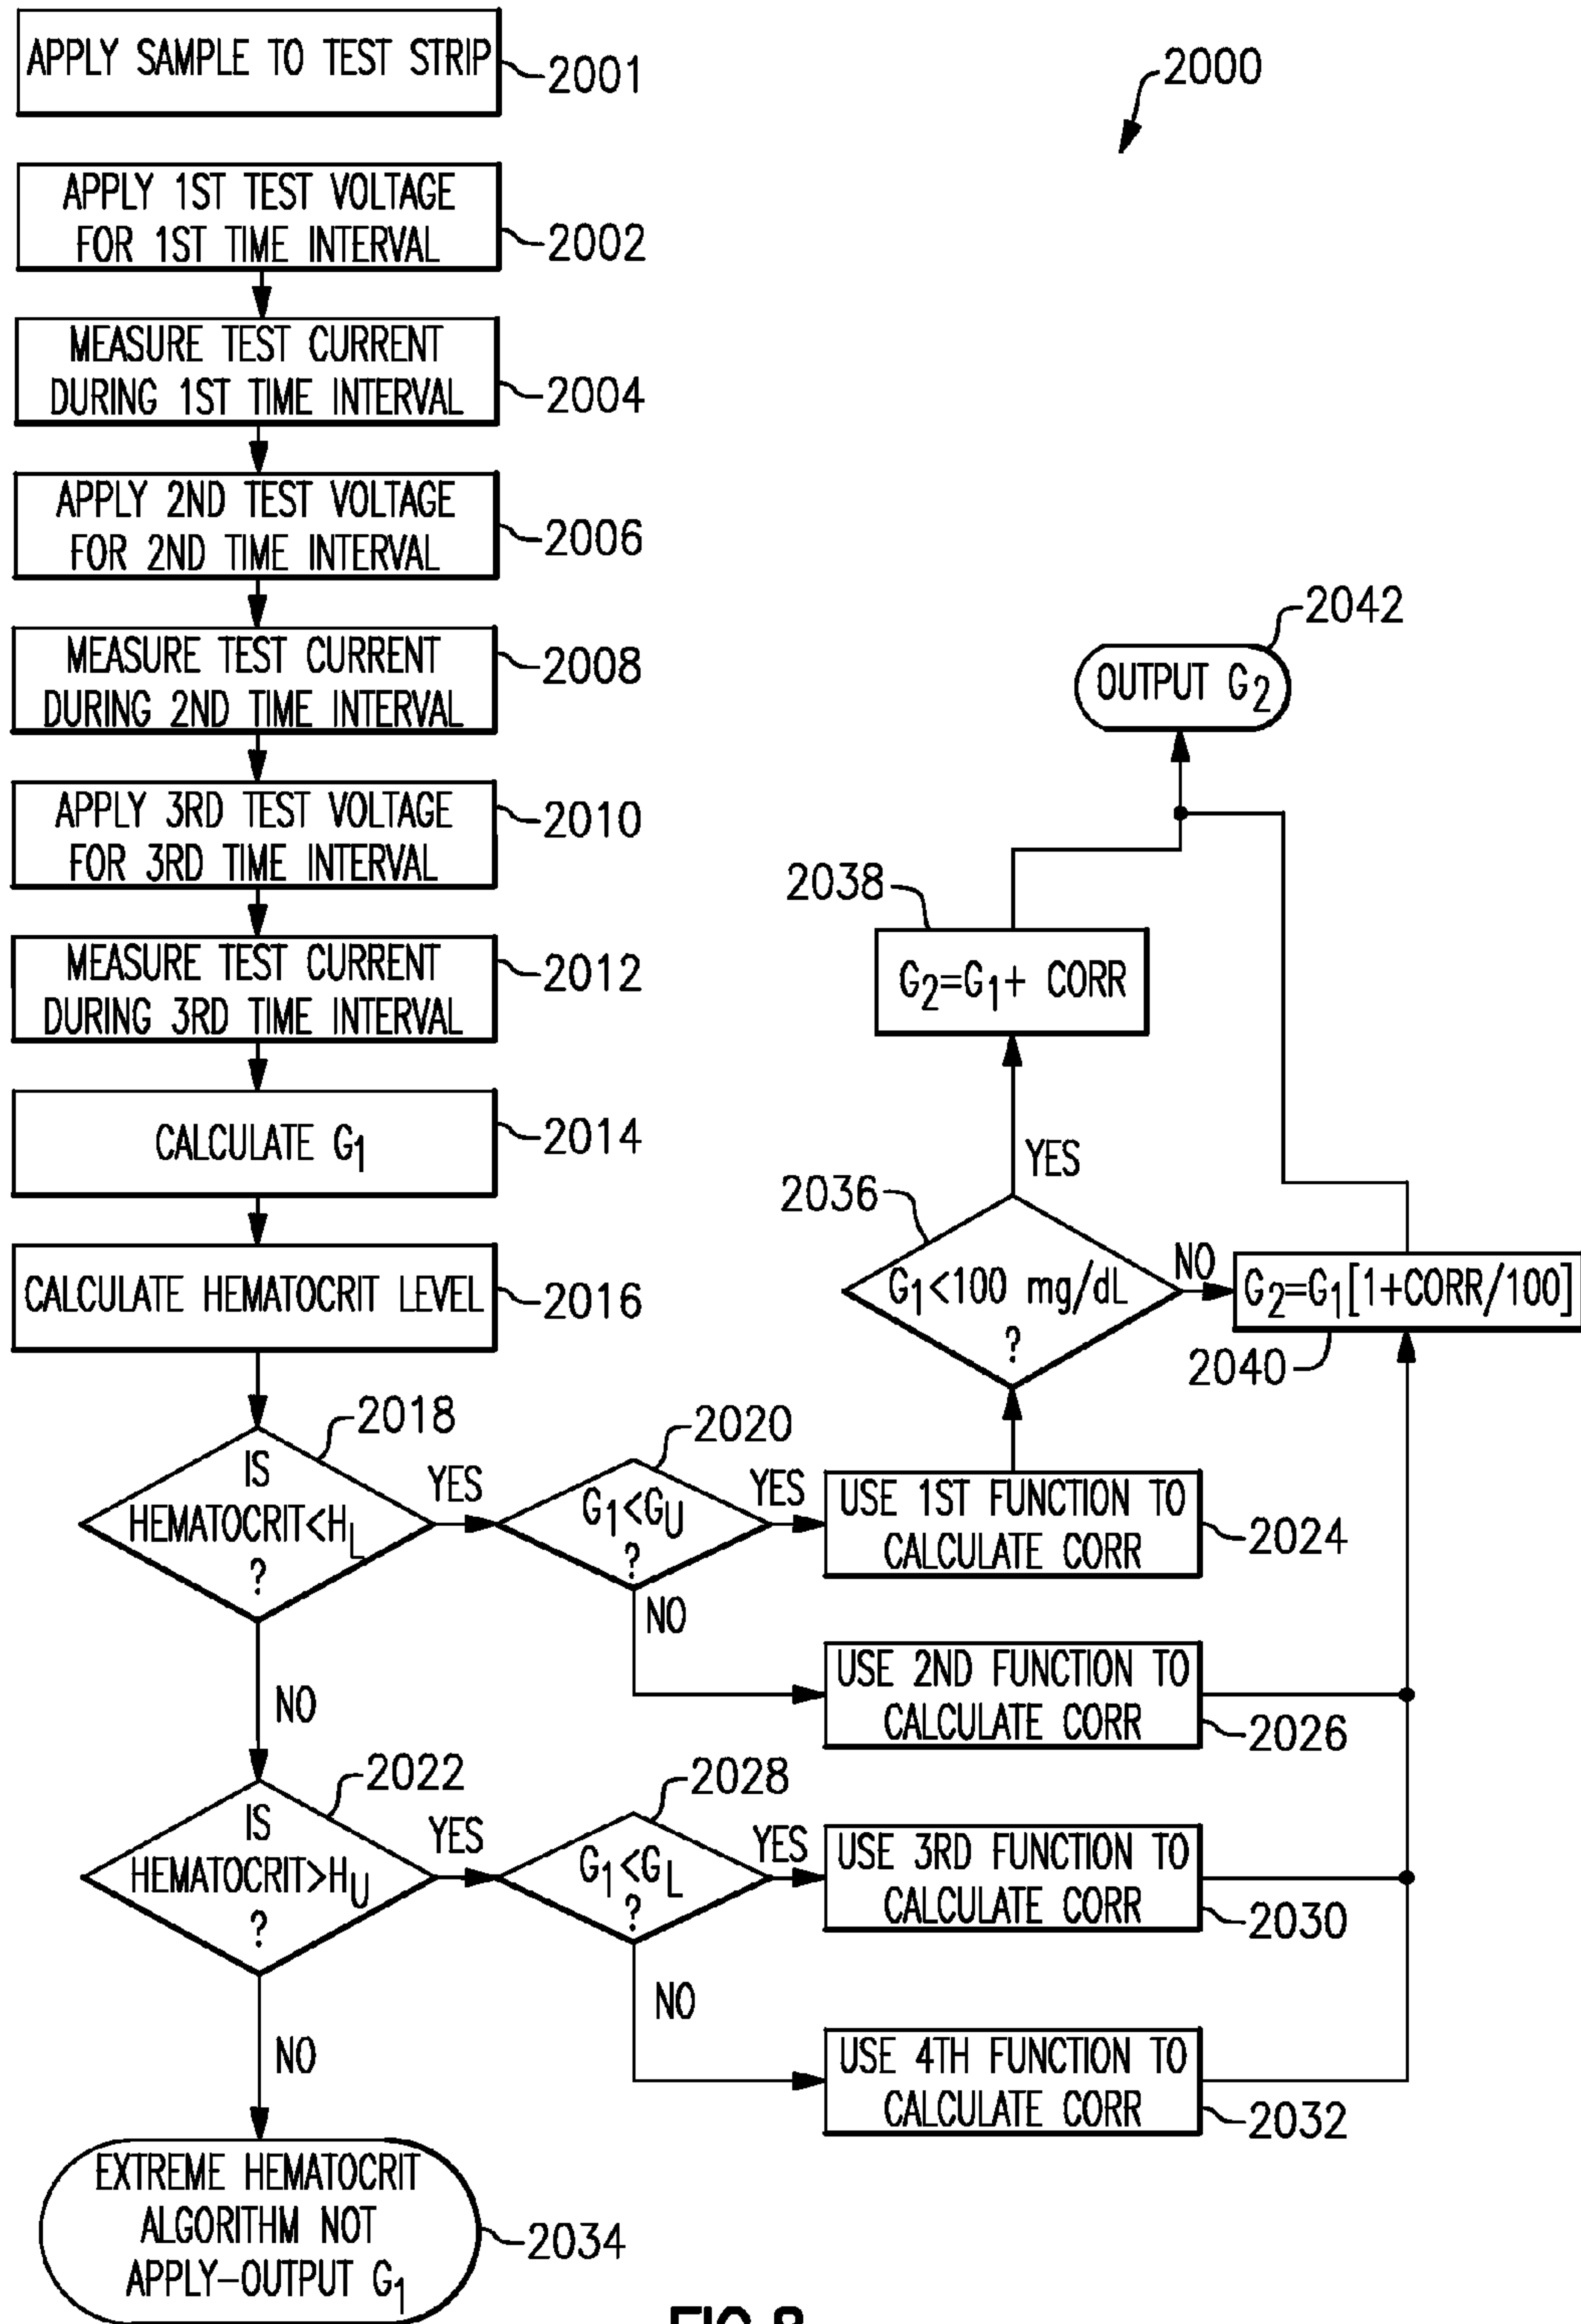 APPLY SAMPLE TO TEST STRIP
2001
2000
APPLY 1ST TEST VOLTAGE
FOR 1ST TIME INTERVAL
2002
MEASURE TEST CURRENT
DURING 1ST TIME INTERVAL
2004
APPLY 2ND TEST VOLTAGE
FOR 2ND TIME INTERVAL
2006
MEASURE TEST CURRENT
DURING 2ND TIME INTERVAL
2008
APPLY 3RD TEST VOLTAGE
FOR 3RD TIME INTERVAL
2010
MEASURE TEST CURRENT
DURING 3RD TIME INTERVAL
2012
CALCULATE G1
2014
CALCULATE HEMATOCRIT LEVEL
2016
IS
HEMATOCRIT<HL
?
2018
YES
NO
G1<GU
?
2020
YES
NO
USE 1ST FUNCTION TO
CALCULATE CORR
2024
USE 2ND FUNCTION TO
CALCULATE CORR
2026
IS
HEMATOCRIT>HU
?
2022
YES
NO
G1<GL
?
2028
YES
NO
USE 3RD FUNCTION TO
CALCULATE CORR
2030
USE 4TH FUNCTION TO
CALCULATE CORR
2032
EXTREME HEMATOCRIT
ALGORITHM NOT
APPLY-OUTPUT G1
2034
G1<100 mg/dL
?
2036
YES
NO
G2=G1+ CORR
2038
G2=G1[1+CORR/100]
2040
OUTPUT G2
2042